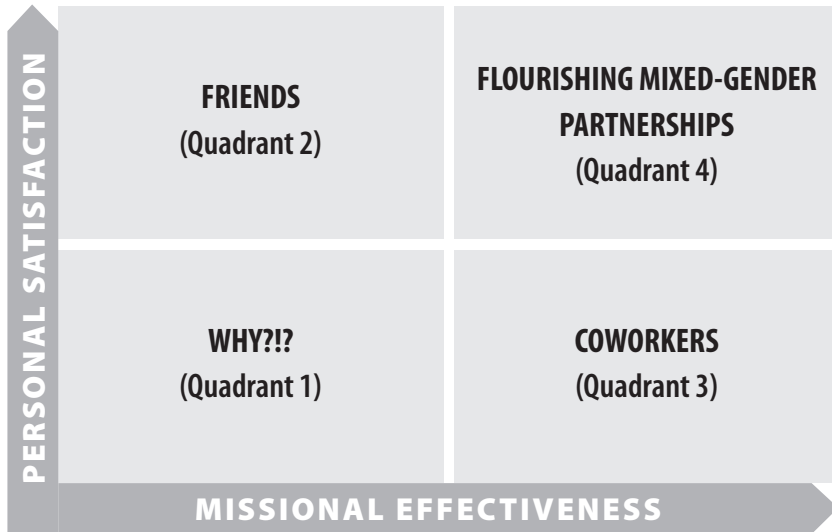 PERSONAL SATISFACTION
FRIENDS
(Quadrant 2)
FLOURISHING MIXED-GENDER
PARTNERSHIPS
(Quadrant 4)
WHY?!?
(Quadrant 1)
COWORKERS
(Quadrant 3)
MISSIONAL EFFECTIVENESS